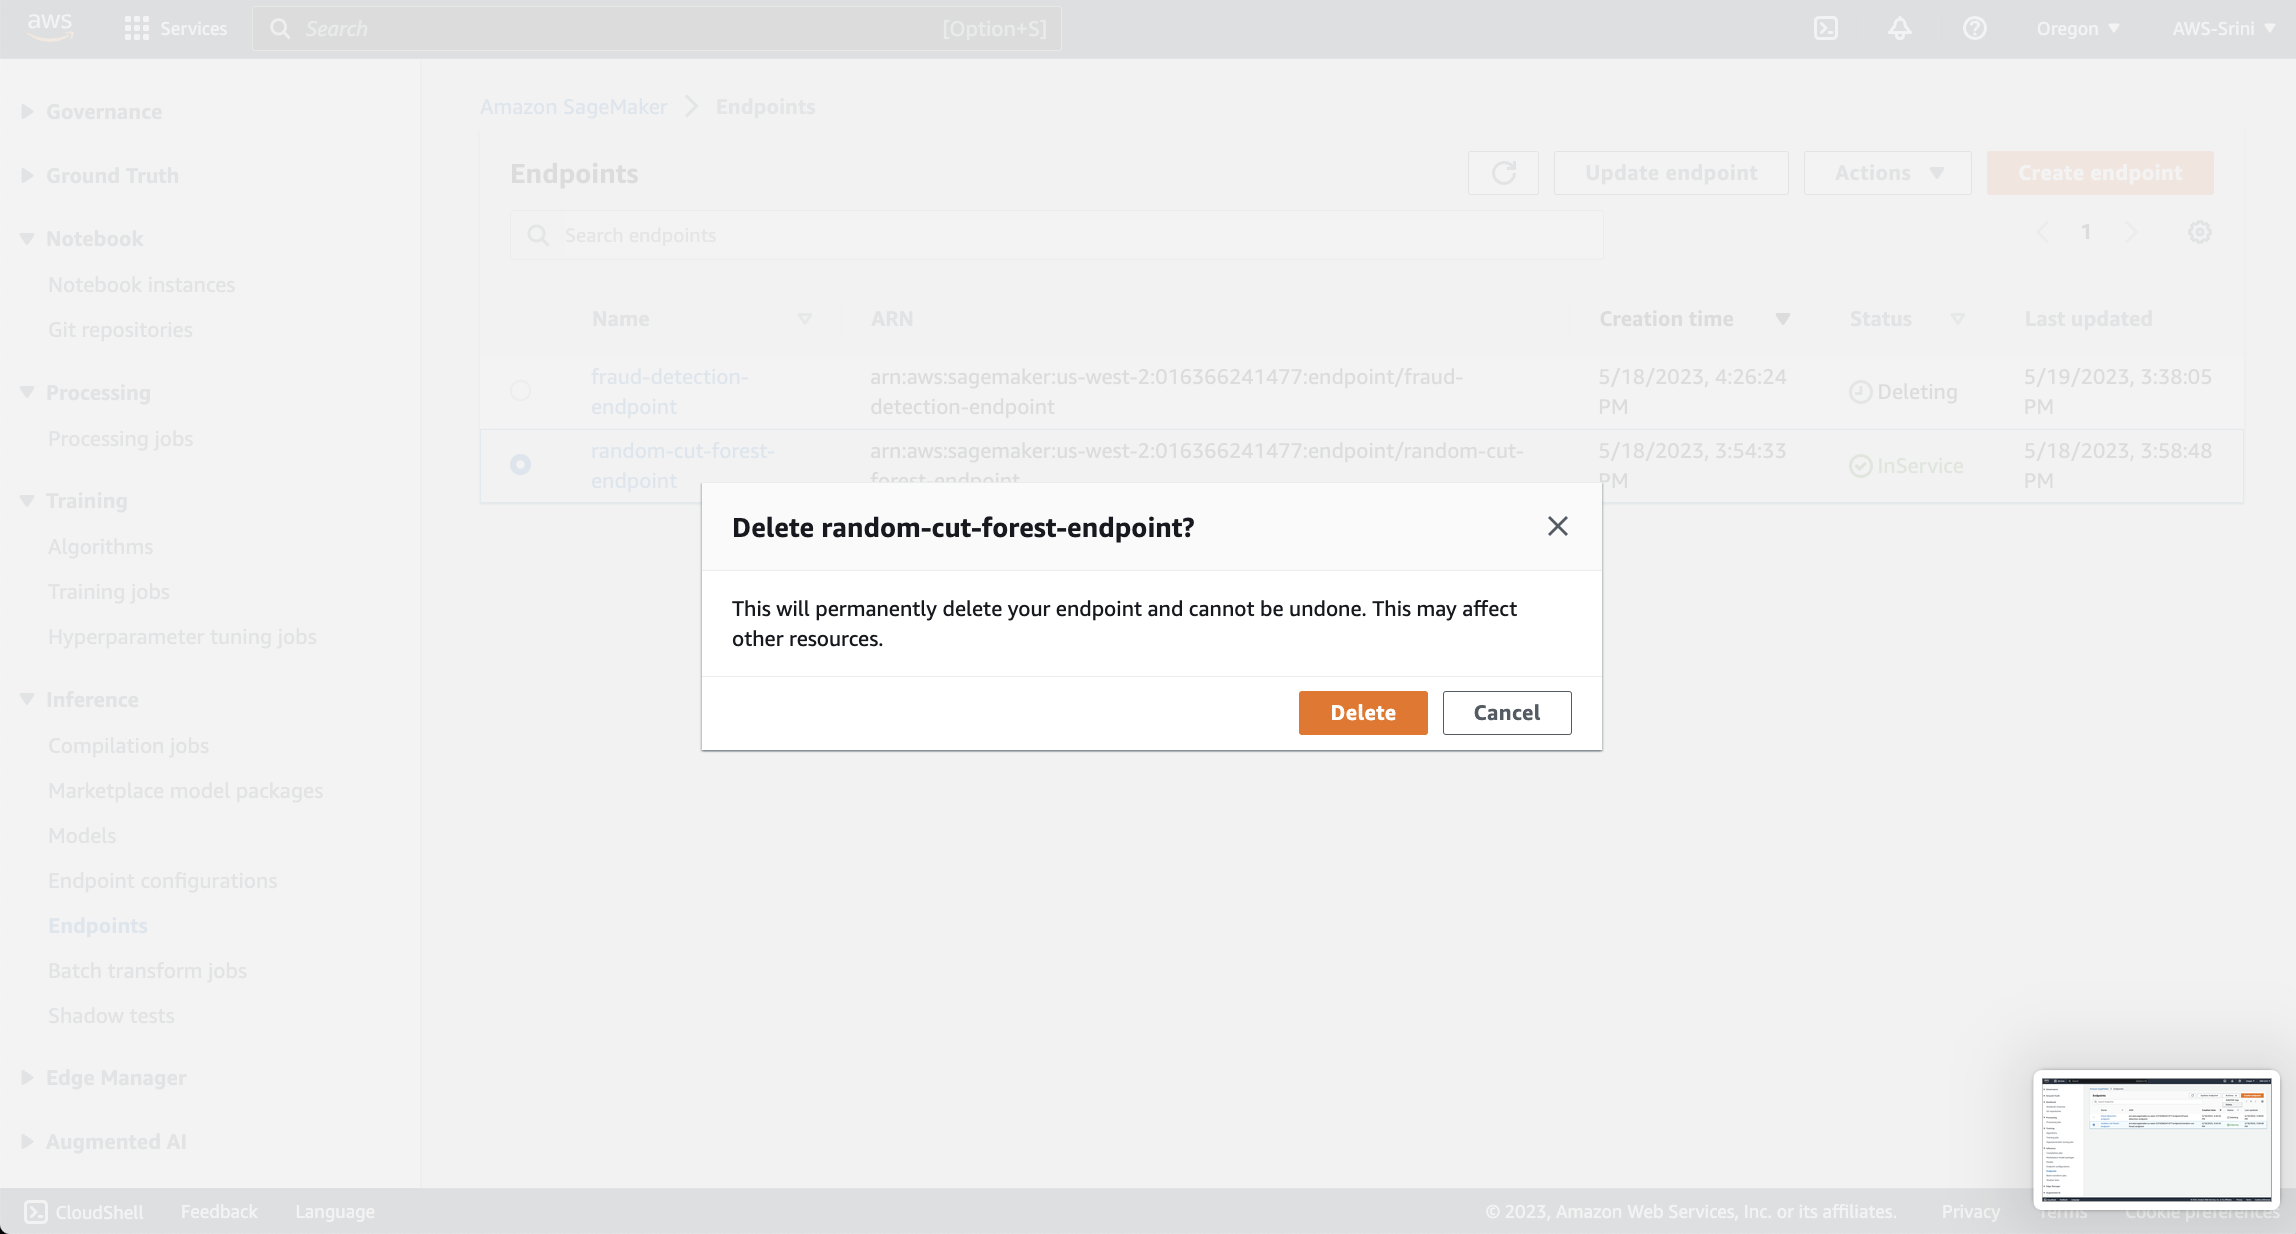 aws
Services
Search
[Option+S]
Oregon
AWS-Srini
Governance
Ground Truth
Notebook
Notebook instances
Git repositories
Processing
Processing jobs
Training
Algorithms
Training jobs
Hyperparameter tuning jobs
Inference
Compilation jobs
Marketplace model packages
Models
Endpoint configurations
Endpoints
Batch transform jobs
Shadow tests
Edge Manager
Augmented AI
Amazon SageMaker
Endpoints
Endpoints
Update endpoint
Actions
Create endpoint
Search endpoints
1
Name
ARN
Creation time
Status
Last updated
fraud-detection-
endpoint
arn:aws:sagemaker:us-west-2:016366241477:endpoint/fraud-
detection-endpoint
5/18/2023, 4:26:24
PM
Deleting
5/19/2023, 3:38:05
PM
random-cut-forest-
endpoint
arn:aws:sagemaker:us-west-2:016366241477:endpoint/random-cut-
forest-endpoint
5/18/2023, 3:54:33
PM
InService
5/18/2023, 3:58:48
PM
Delete random-cut-forest-endpoint?
This will permanently delete your endpoint and cannot be undone. This may affect
other resources.
Delete
Cancel
CloudShell
Feedback
Language
© 2023, Amazon Web Services, Inc. or its affiliates.
Privacy
Terms
Cookie preferences